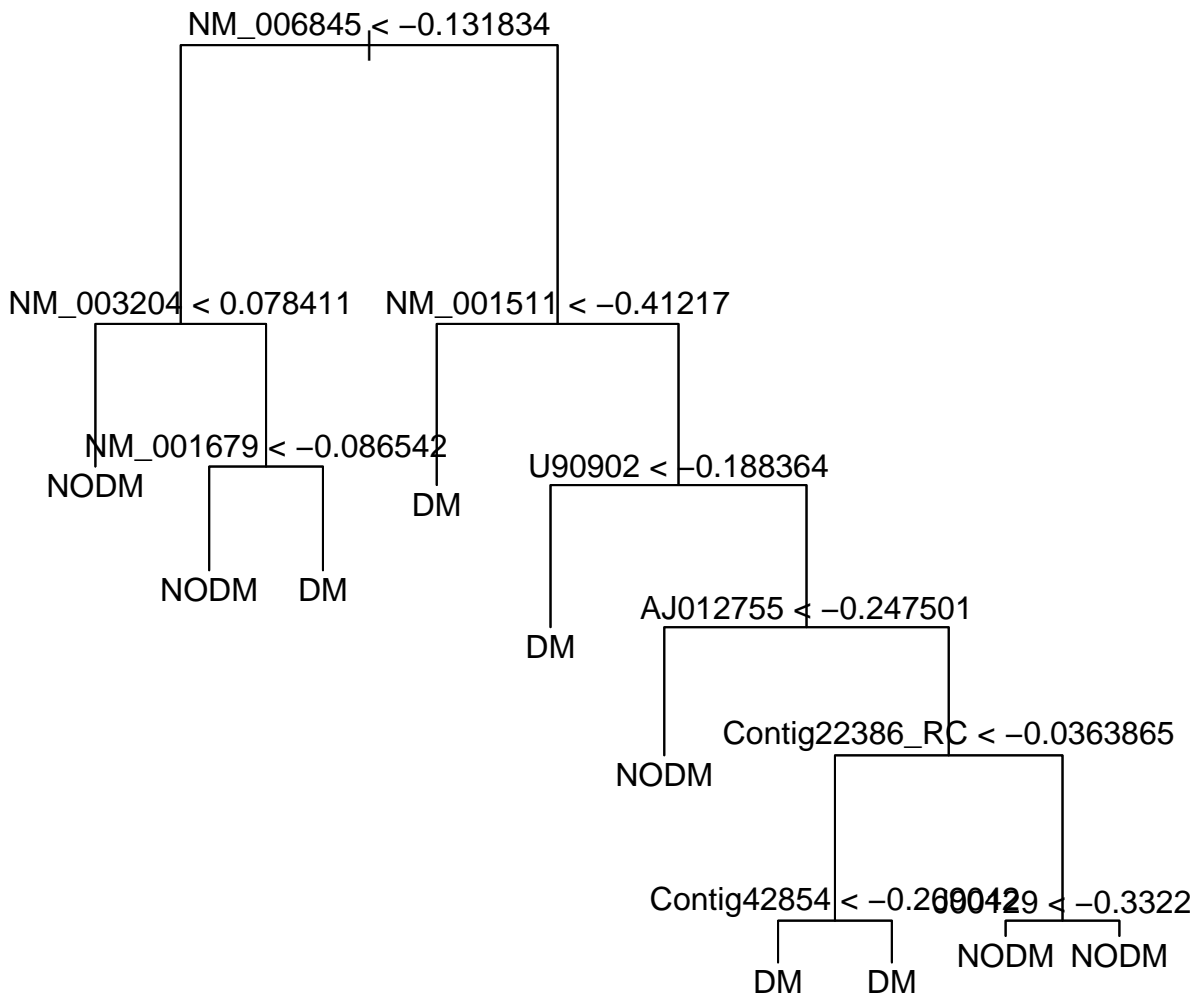 NM_006845 < −0.131834
NM_003204 < 0.078411
NM_001511 < −0.41217
NM_001679 < −0.086542
NODM
U90902 < −0.188364
DM
NODM
DM
AJ012755 < −0.247501
DM
Contig22386_RC < −0.0363865
NODM
Contig42854 <
< −0.3322
NODM
NODM
DM
DM